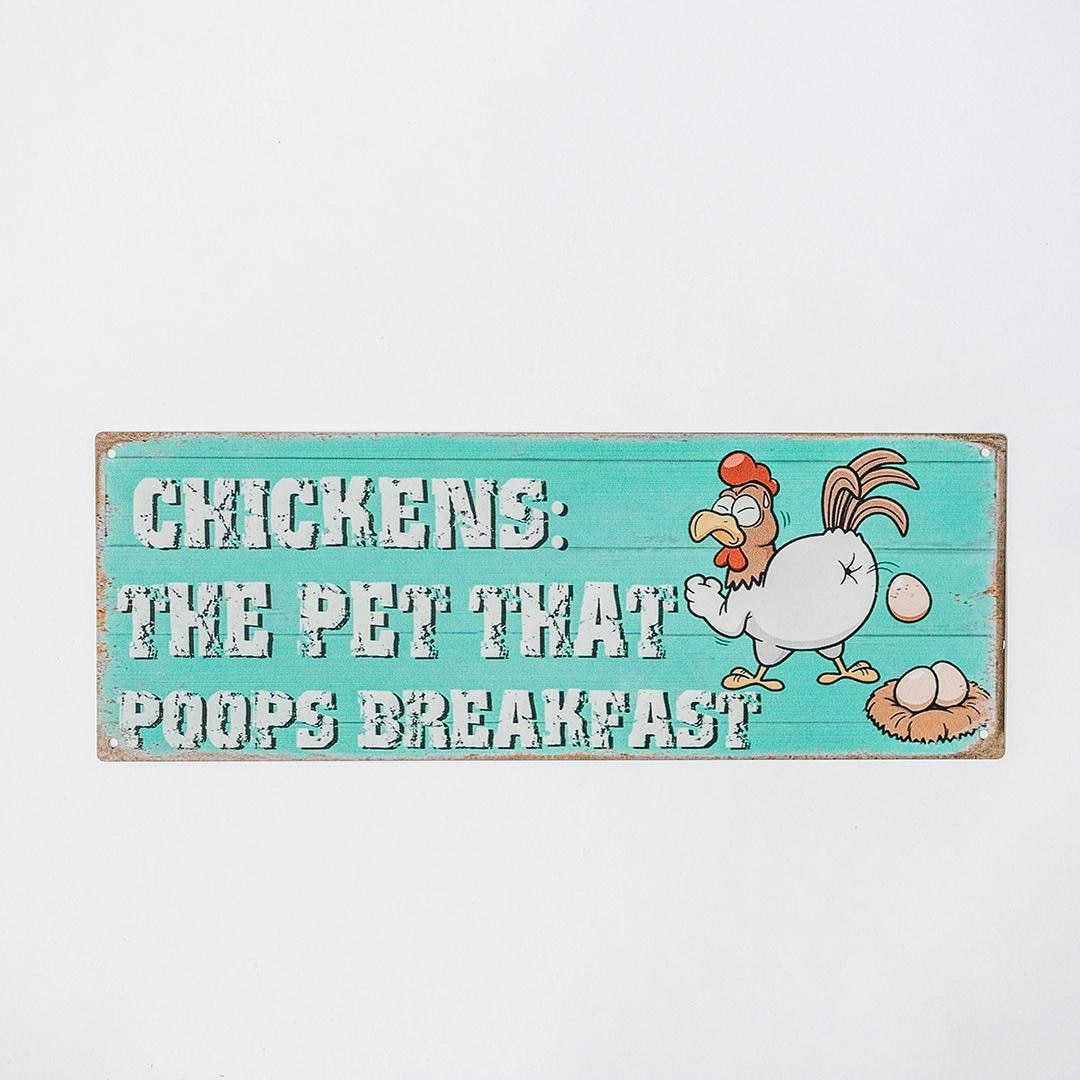 CHICKENS:
THE PET THAT
POOPS BREAKFAST